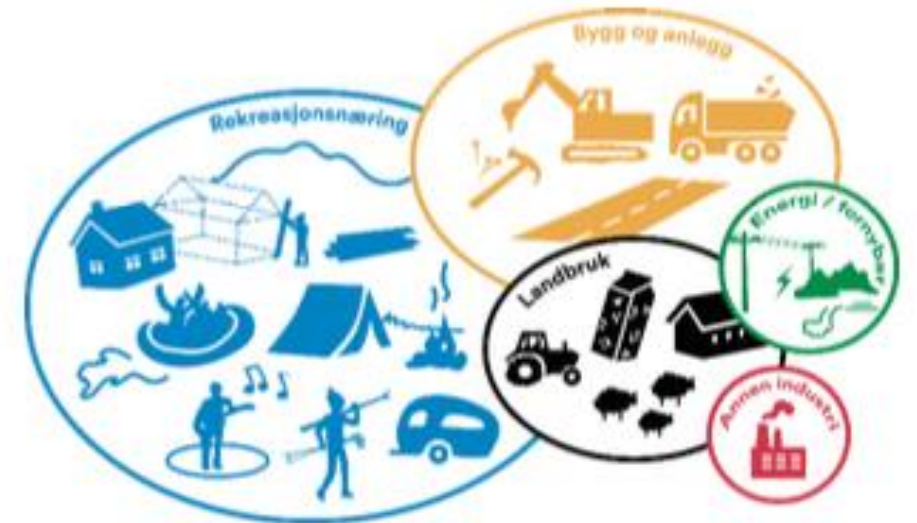 Bygg og anlegg
Rekreasjonsnæring
Energi / fornybar
Landbruk
Annen industri